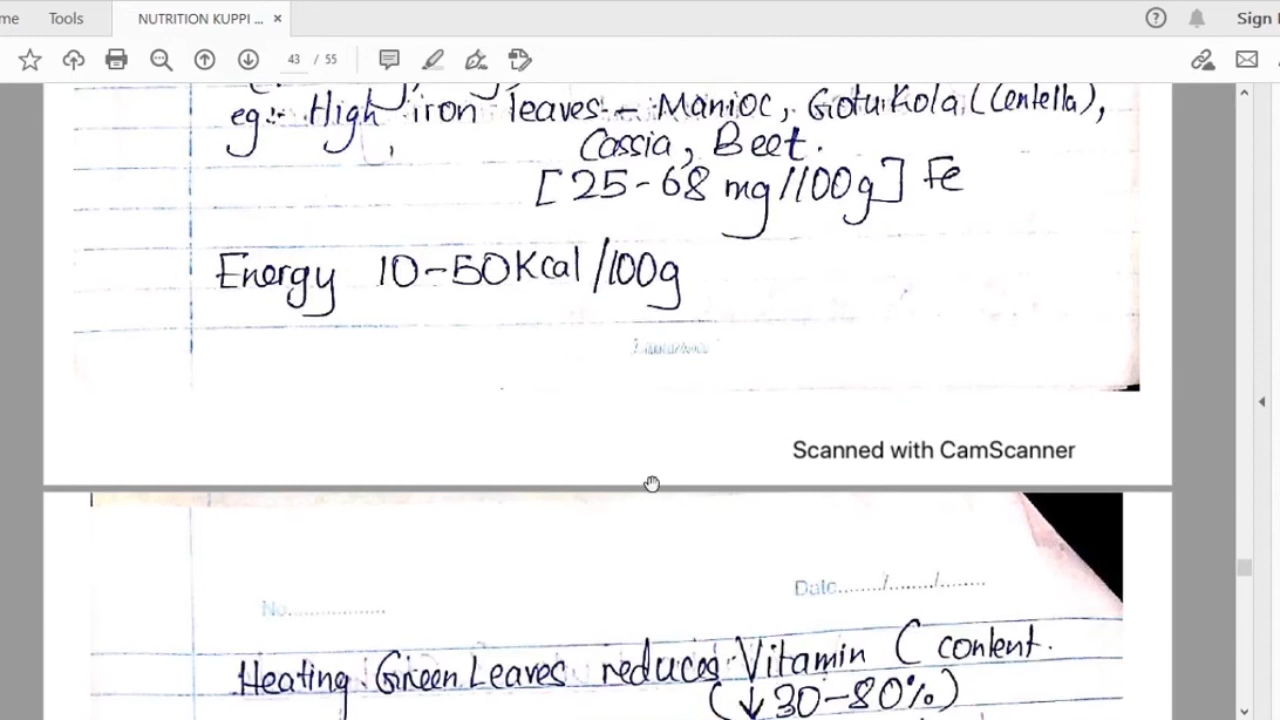 me Tools NUTRITION KUPPI ... × Sign
43 / 55
eg:- High iron leaves - Manioc, Gotukola (Centella),
Cassia, Beet.
[25-68 mg/100g] Fe
Energy 10-50Kcal/100g
Scanned with CamScanner
No................ Date......../......../........
Heating Green Leaves reduces Vitamin C content.
(↓30-80%)